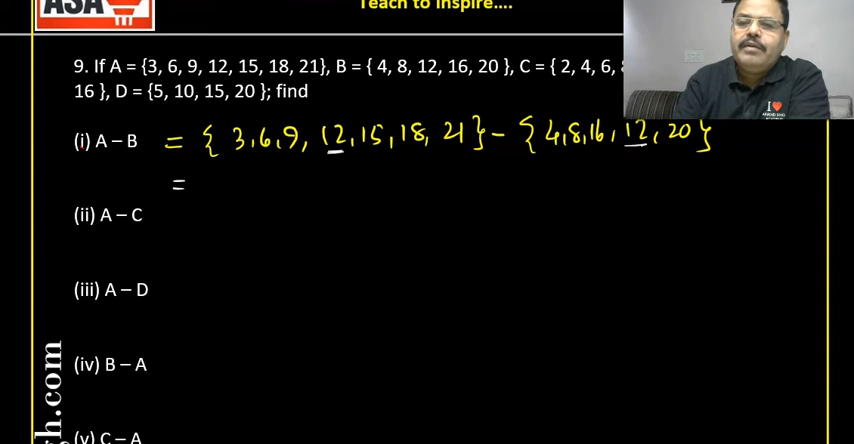 ASA
Teach to Inspire....
9. If A = {3, 6, 9, 12, 15, 18, 21}, B = { 4, 8, 12, 16, 20 }, C = { 2, 4, 6,
16 }, D = {5, 10, 15, 20 }; find
(i) A – B = { 3, 6, 9, 12, 15, 18, 21} – { 4, 8, 16, 12, 20 }
=
(ii) A – C
(iii) A – D
(iv) B – A
(v) C – A
h.com
I ❤